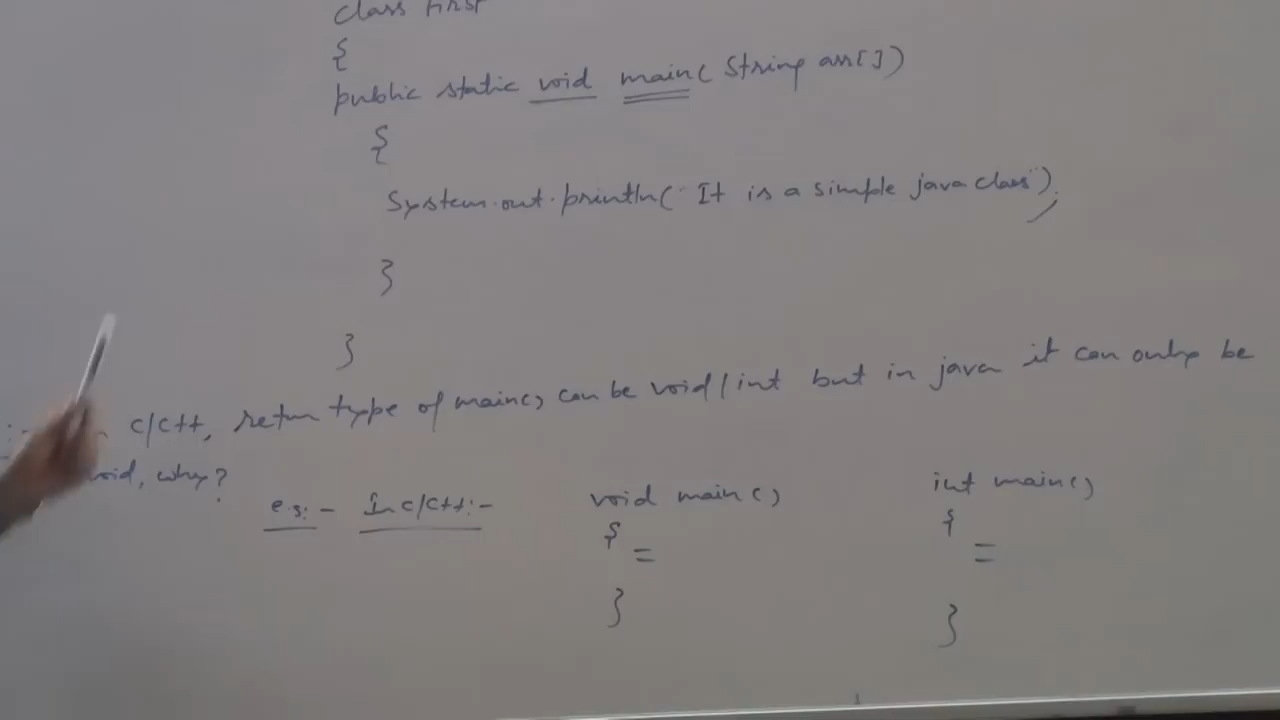 class First
{
public static void main( String arr[])
{
System.out.println(" It is a simple java class");
}
}
C/C++, return type of main() can be void/int but in java it can only be
void, why?
e.g:- In C/C++:- void main() int main()
{ {
= =
} }